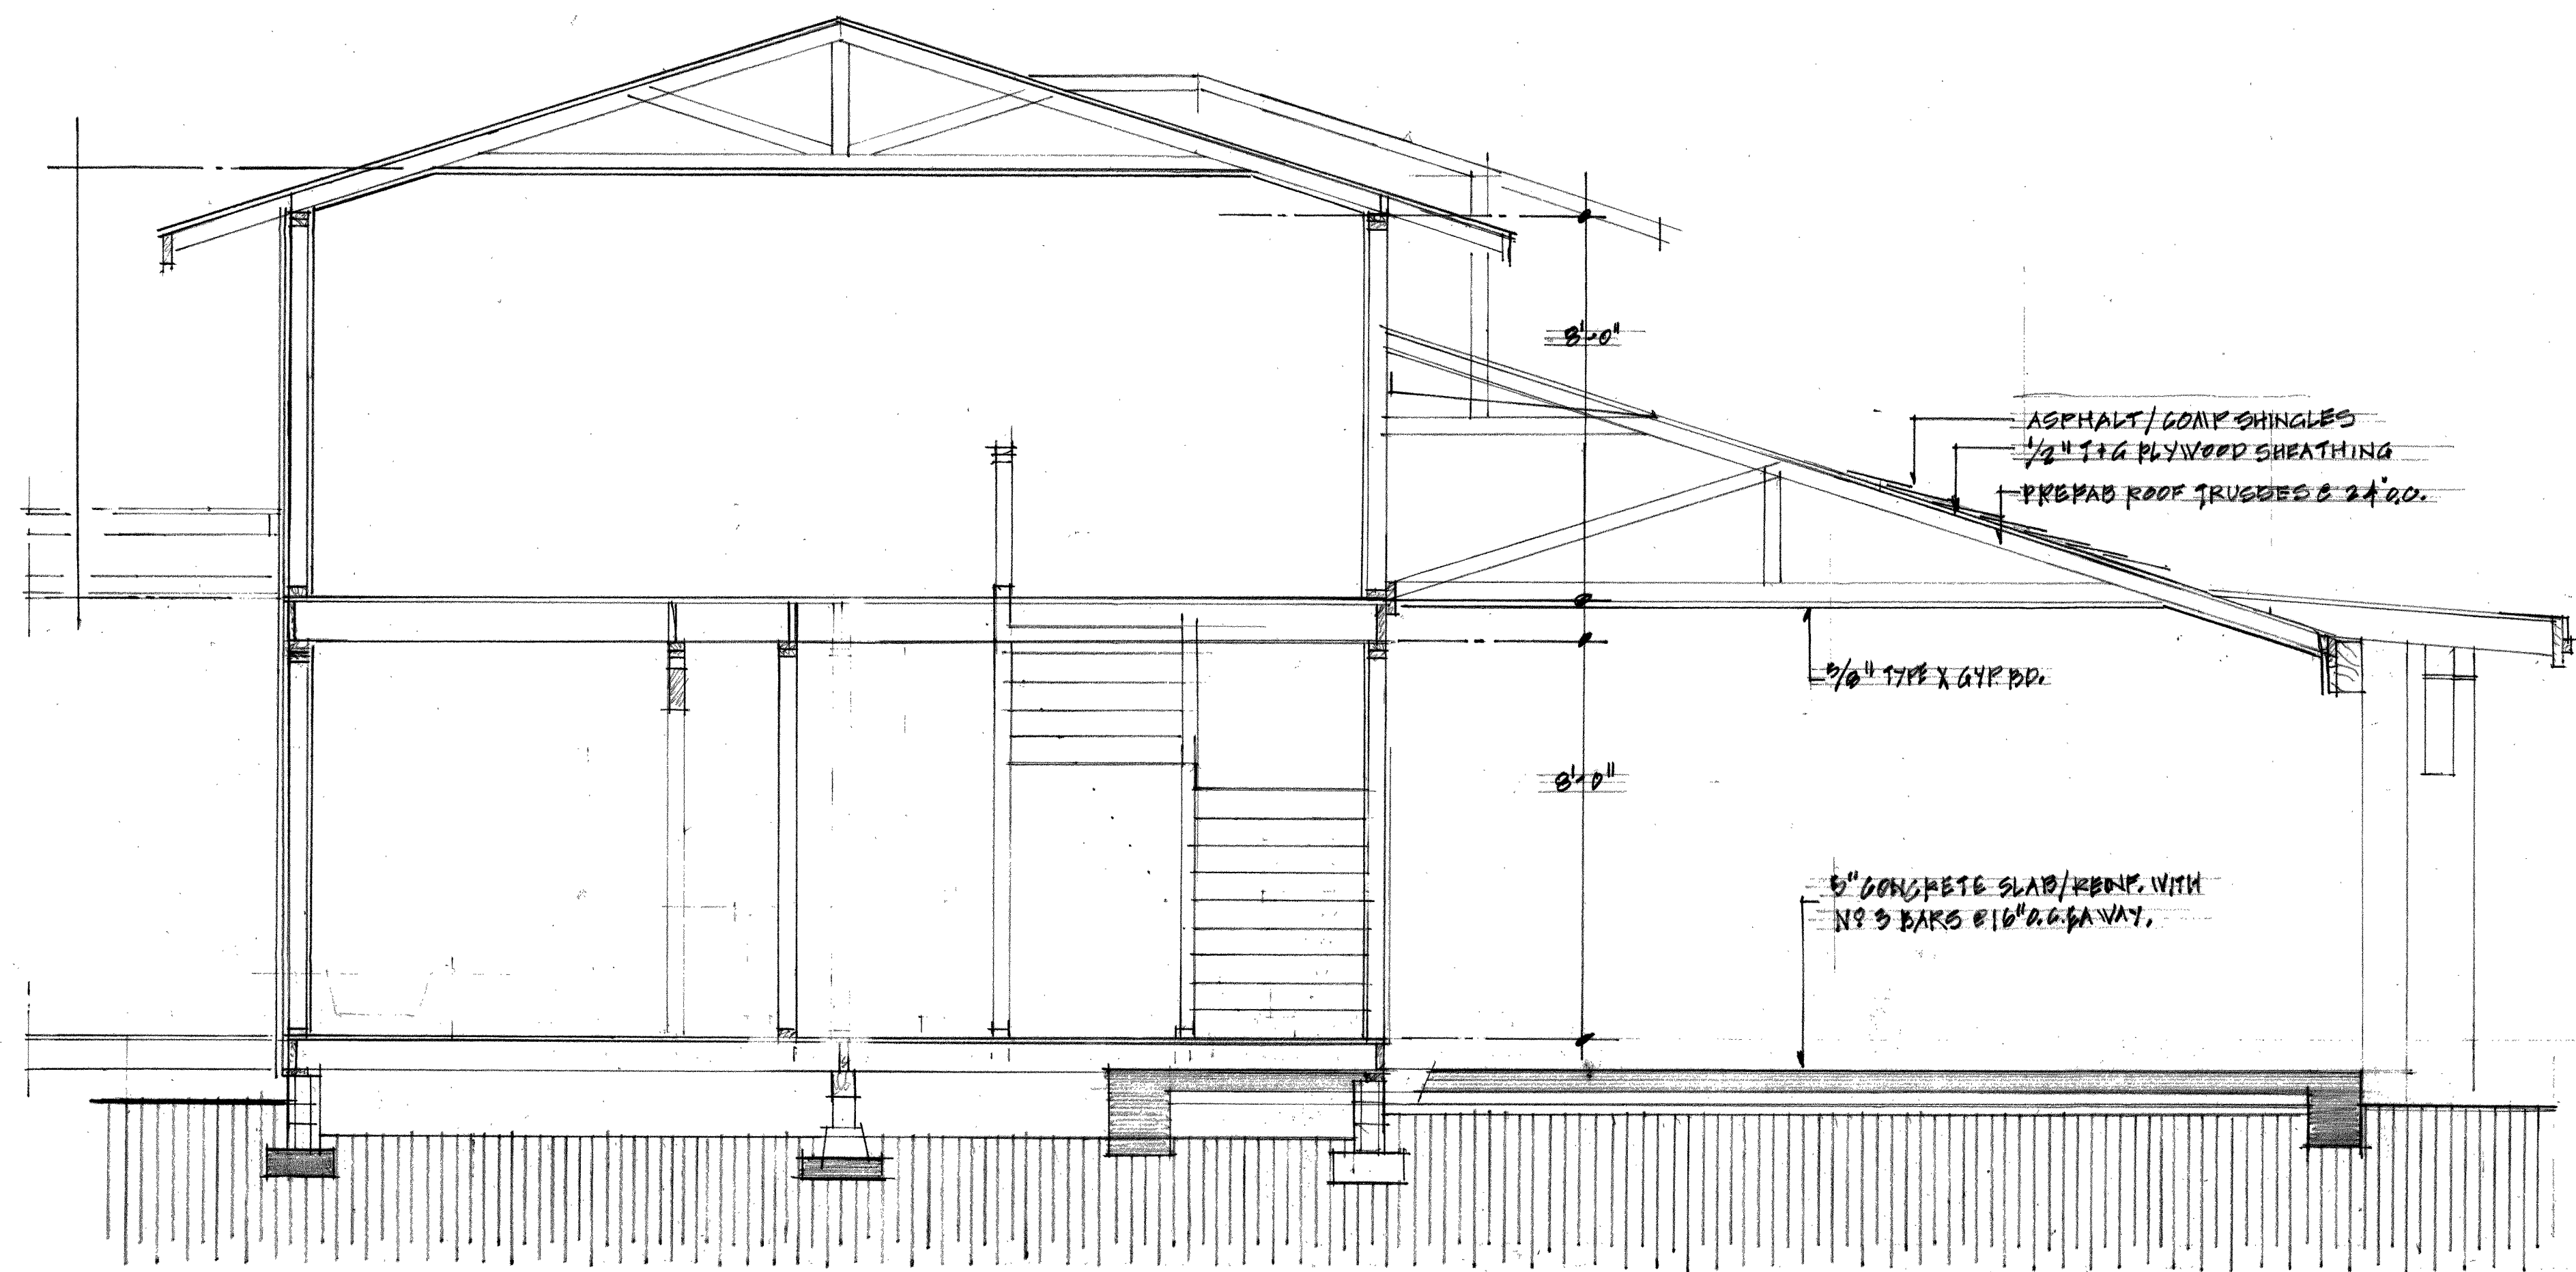 8'-0"
ASPHALT/COMP SHINGLES
1/2" T+G PLYWOOD SHEATHING
PREFAB ROOF TRUSSES @ 24" O.C.
5/8" TYPE X GYP BD.
8'-0"
5" CONCRETE SLAB/REINF. WITH
Nº 3 BARS @ 16" O.C. EA WAY.